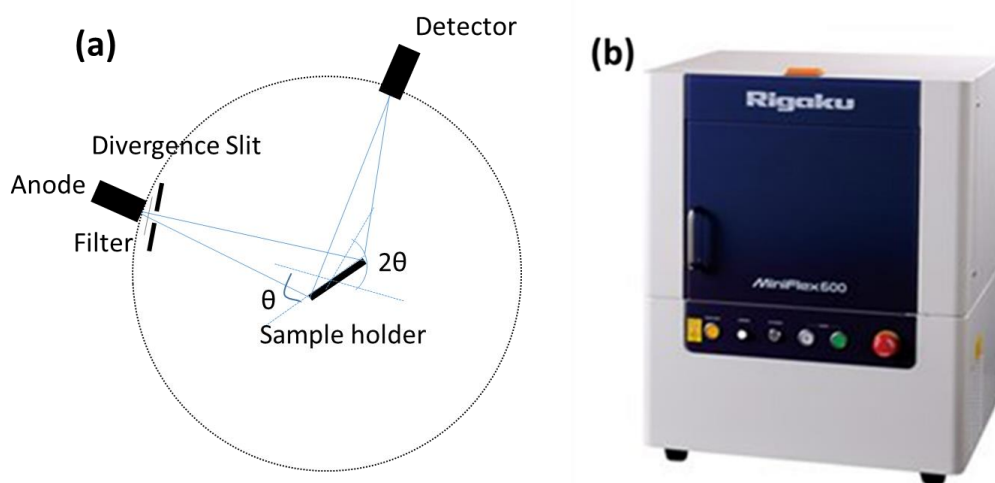 (a)
Detector
Divergence Slit
Anode
Filter
2θ
θ
Sample holder
(b)
Rigaku
MiniFlex600